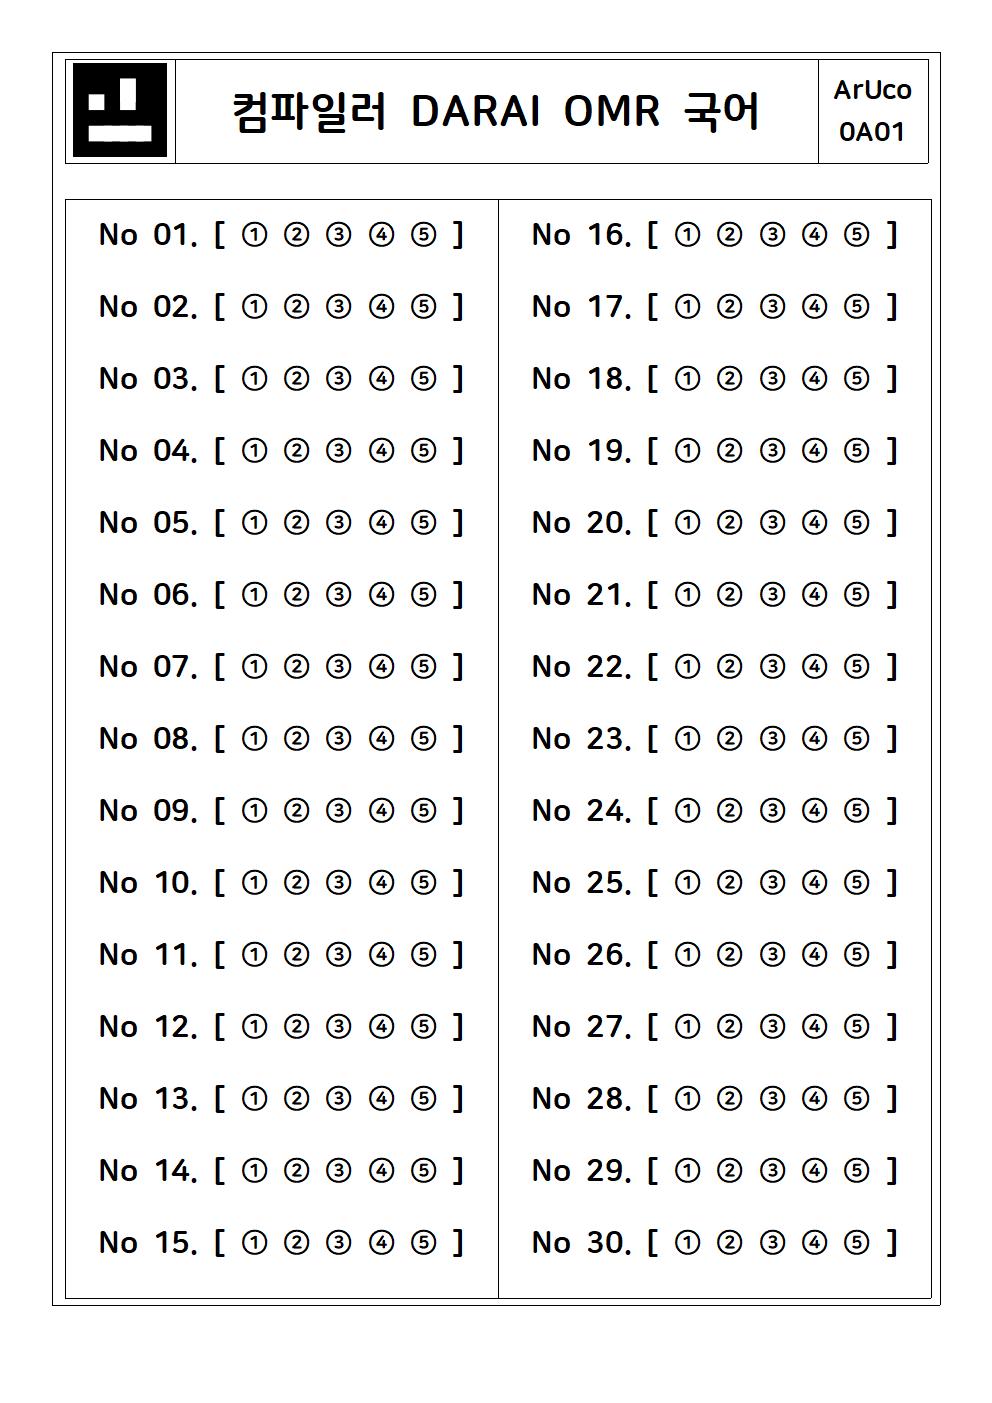 컴파일러 DARAI OMR 국어
ArUco
0A01
No 01. [ ① ② ③ ④ ⑤ ]
No 02. [ ① ② ③ ④ ⑤ ]
No 03. [ ① ② ③ ④ ⑤ ]
No 04. [ ① ② ③ ④ ⑤ ]
No 05. [ ① ② ③ ④ ⑤ ]
No 06. [ ① ② ③ ④ ⑤ ]
No 07. [ ① ② ③ ④ ⑤ ]
No 08. [ ① ② ③ ④ ⑤ ]
No 09. [ ① ② ③ ④ ⑤ ]
No 10. [ ① ② ③ ④ ⑤ ]
No 11. [ ① ② ③ ④ ⑤ ]
No 12. [ ① ② ③ ④ ⑤ ]
No 13. [ ① ② ③ ④ ⑤ ]
No 14. [ ① ② ③ ④ ⑤ ]
No 15. [ ① ② ③ ④ ⑤ ]
No 16. [ ① ② ③ ④ ⑤ ]
No 17. [ ① ② ③ ④ ⑤ ]
No 18. [ ① ② ③ ④ ⑤ ]
No 19. [ ① ② ③ ④ ⑤ ]
No 20. [ ① ② ③ ④ ⑤ ]
No 21. [ ① ② ③ ④ ⑤ ]
No 22. [ ① ② ③ ④ ⑤ ]
No 23. [ ① ② ③ ④ ⑤ ]
No 24. [ ① ② ③ ④ ⑤ ]
No 25. [ ① ② ③ ④ ⑤ ]
No 26. [ ① ② ③ ④ ⑤ ]
No 27. [ ① ② ③ ④ ⑤ ]
No 28. [ ① ② ③ ④ ⑤ ]
No 29. [ ① ② ③ ④ ⑤ ]
No 30. [ ① ② ③ ④ ⑤ ]